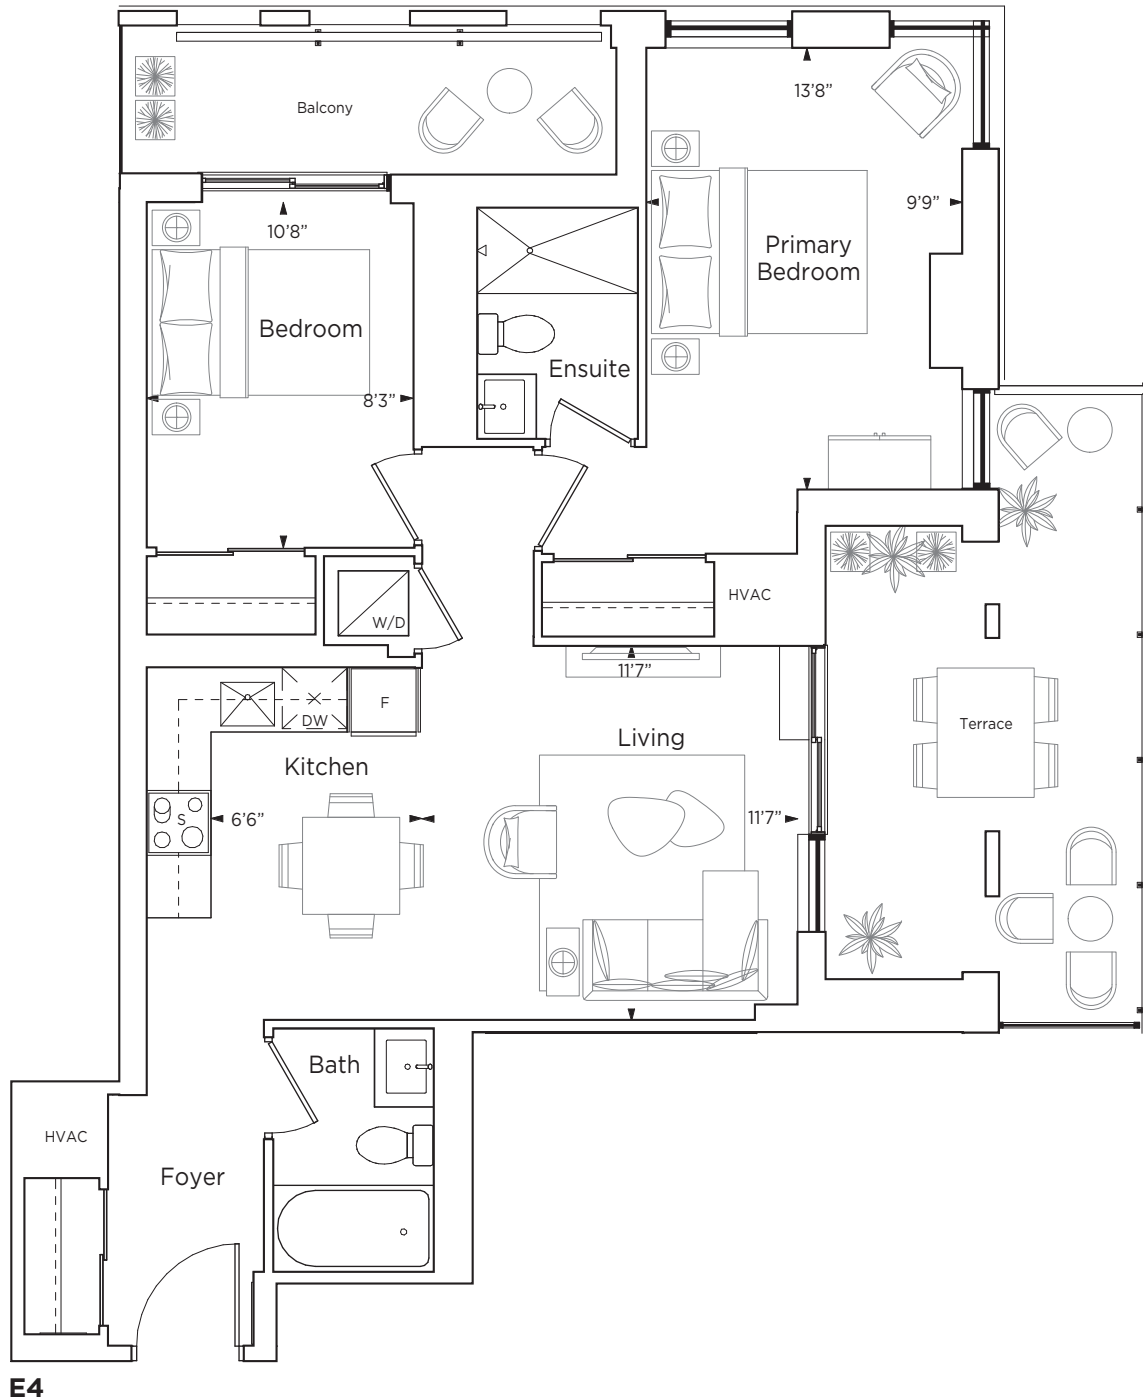 Balcony
13'8”
9'9”
10'8”
Primary
Bedroom
Bedroom
Ensuite
8'3”
HVAC
W/D
11'7”
F
DW
Living
Terrace
Kitchen
S
6'6”
11'7”
Bath
HVAC
Foyer
E4